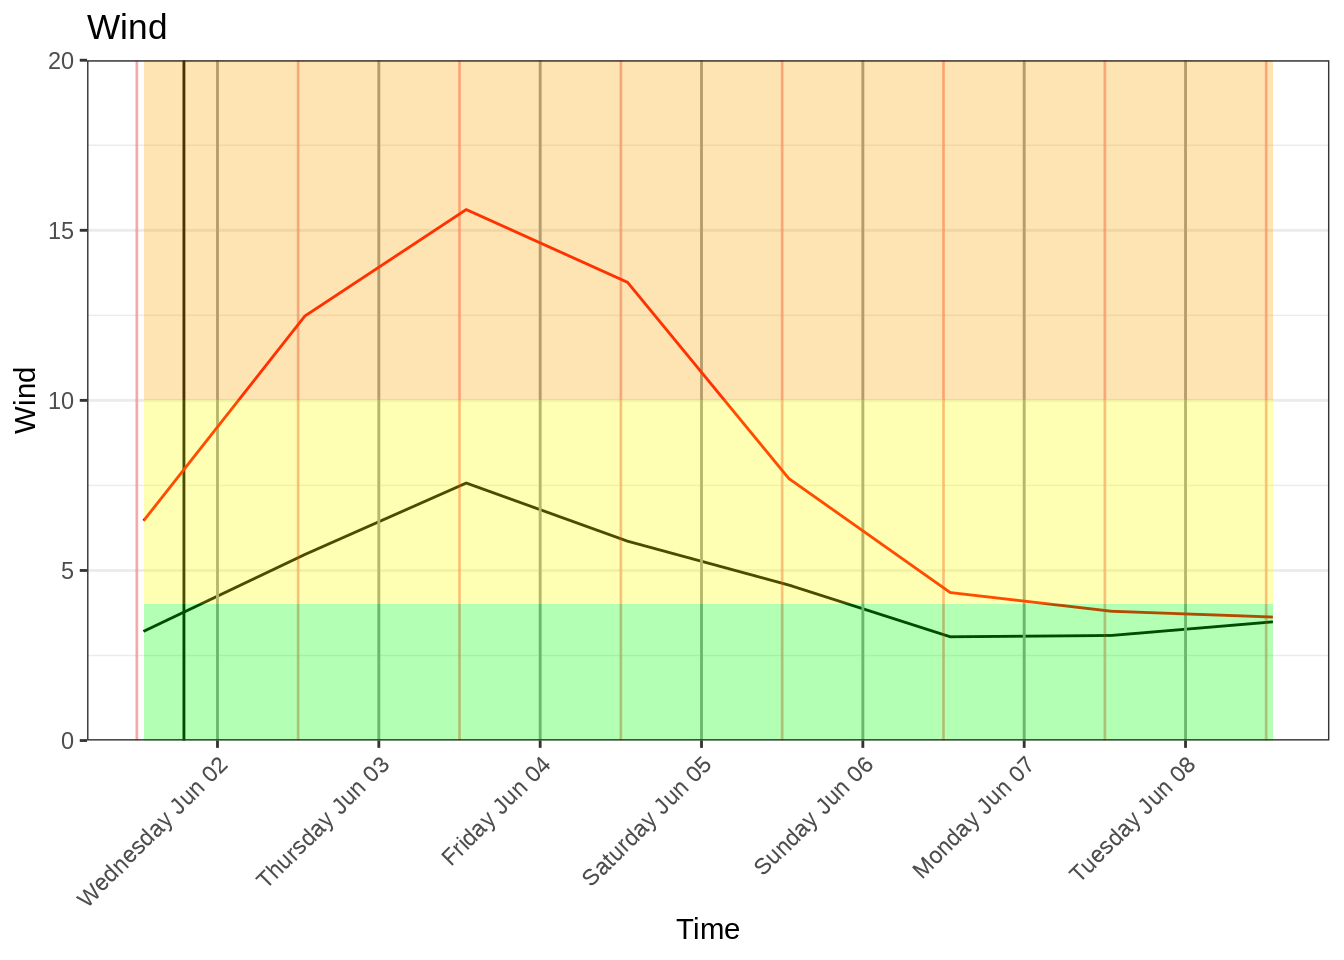 Wind
20
15
10
5
0
Wind
Wednesday Jun 02
Thursday Jun 03
Friday Jun 04
Saturday Jun 05
Sunday Jun 06
Monday Jun 07
Tuesday Jun 08
Time